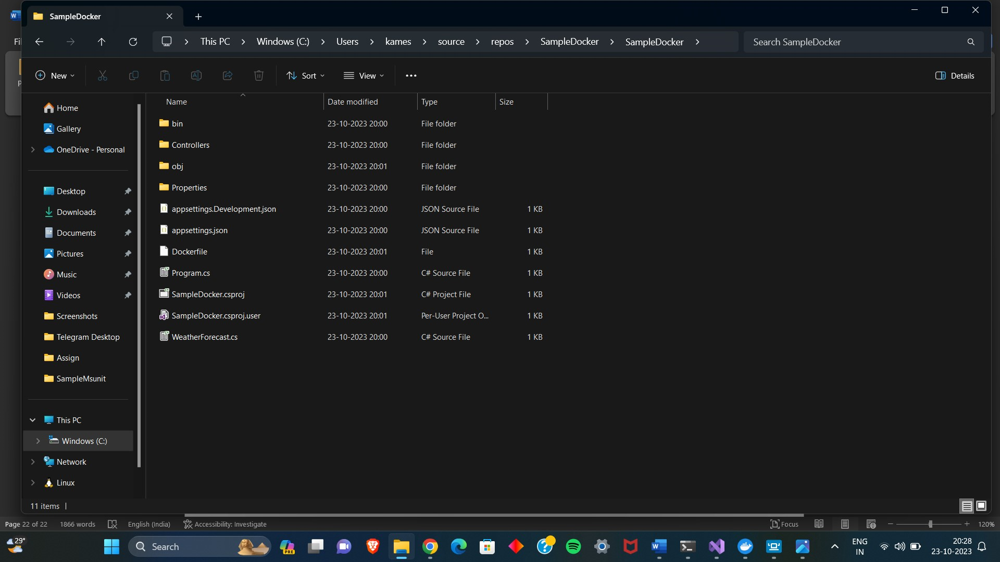 SampleDocker
Fil
This PC > Windows (C:) > Users > kames > source > repos > SampleDocker > SampleDocker >
Search SampleDocker
New
Sort
View
Details
P
Name Date modified Type Size
Home
Gallery
OneDrive - Personal
Desktop
Downloads
Documents
Pictures
Music
Videos
Screenshots
Telegram Desktop
Assign
SampleMsunit
This PC
Windows (C:)
Network
Linux
bin 23-10-2023 20:00 File folder
Controllers 23-10-2023 20:00 File folder
obj 23-10-2023 20:01 File folder
Properties 23-10-2023 20:00 File folder
appsettings.Development.json 23-10-2023 20:00 JSON Source File 1 KB
appsettings.json 23-10-2023 20:00 JSON Source File 1 KB
Dockerfile 23-10-2023 20:01 File 1 KB
Program.cs 23-10-2023 20:00 C# Source File 1 KB
SampleDocker.csproj 23-10-2023 20:01 C# Project File 1 KB
SampleDocker.csproj.user 23-10-2023 20:01 Per-User Project O... 1 KB
WeatherForecast.cs 23-10-2023 20:00 C# Source File 1 KB
11 items
Page 22 of 22 1866 words English (India) Accessibility: Investigate Focus 120%
29°
Search
PRE
ENG
IN
20:28
23-10-2023